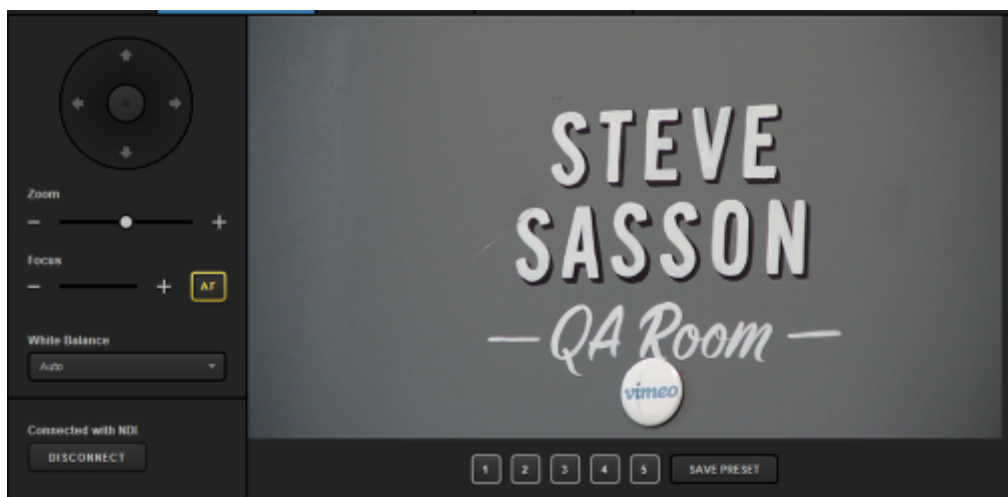 Zoom
Focus
AF
White Balance
Auto
Connected with NDI
DISCONNECT
STEVE
SASSON
QA Room
vimeo
1 2 3 4 5 SAVE PRESET